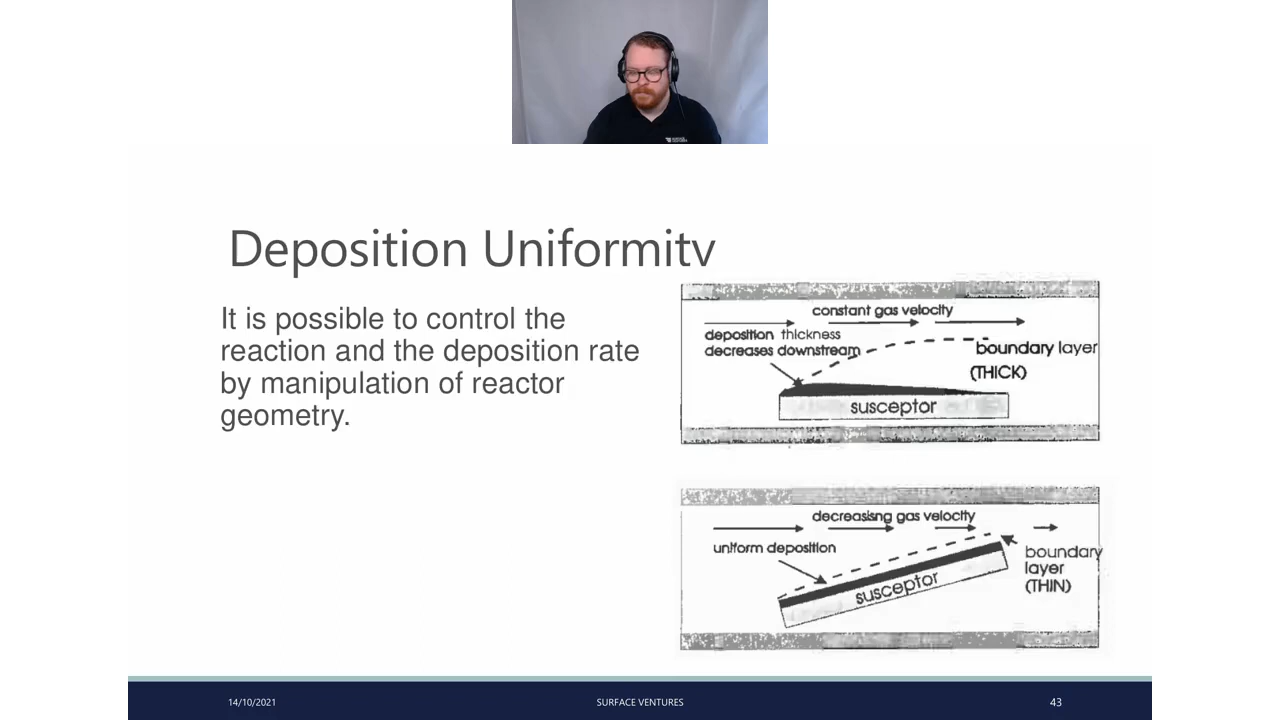 Deposition Uniformity
It is possible to control the
reaction and the deposition rate
by manipulation of reactor
geometry.
constant gas velocity
deposition thickness
decreases downstream
boundary layer
(THICK)
susceptor
decreasisng gas velocity
uniform deposition
boundary
layer
(THIN)
susceptor
14/10/2021
SURFACE VENTURES
43